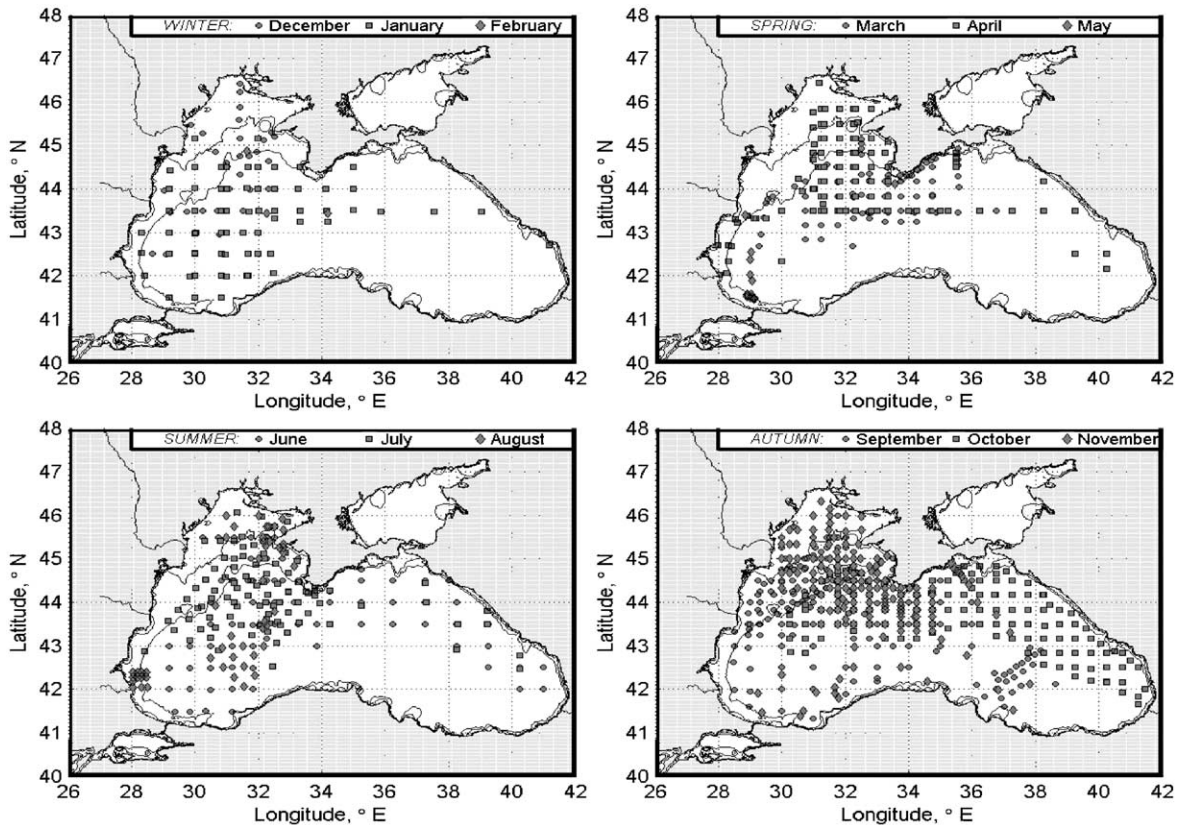 WINTER: December January February
48
47
46
45
44
43
42
41
40
Latitude, ° N
26 28 30 32 34 36 38 40 42
Longitude, ° E
SPRING: March April May
48
47
46
45
44
43
42
41
40
Latitude, ° N
26 28 30 32 34 36 38 40 42
Longitude, ° E
SUMMER: June July August
48
47
46
45
44
43
42
41
40
Latitude, ° N
26 28 30 32 34 36 38 40 42
Longitude, ° E
AUTUMN: September October November
48
47
46
45
44
43
42
41
40
Latitude, ° N
26 28 30 32 34 36 38 40 42
Longitude, ° E